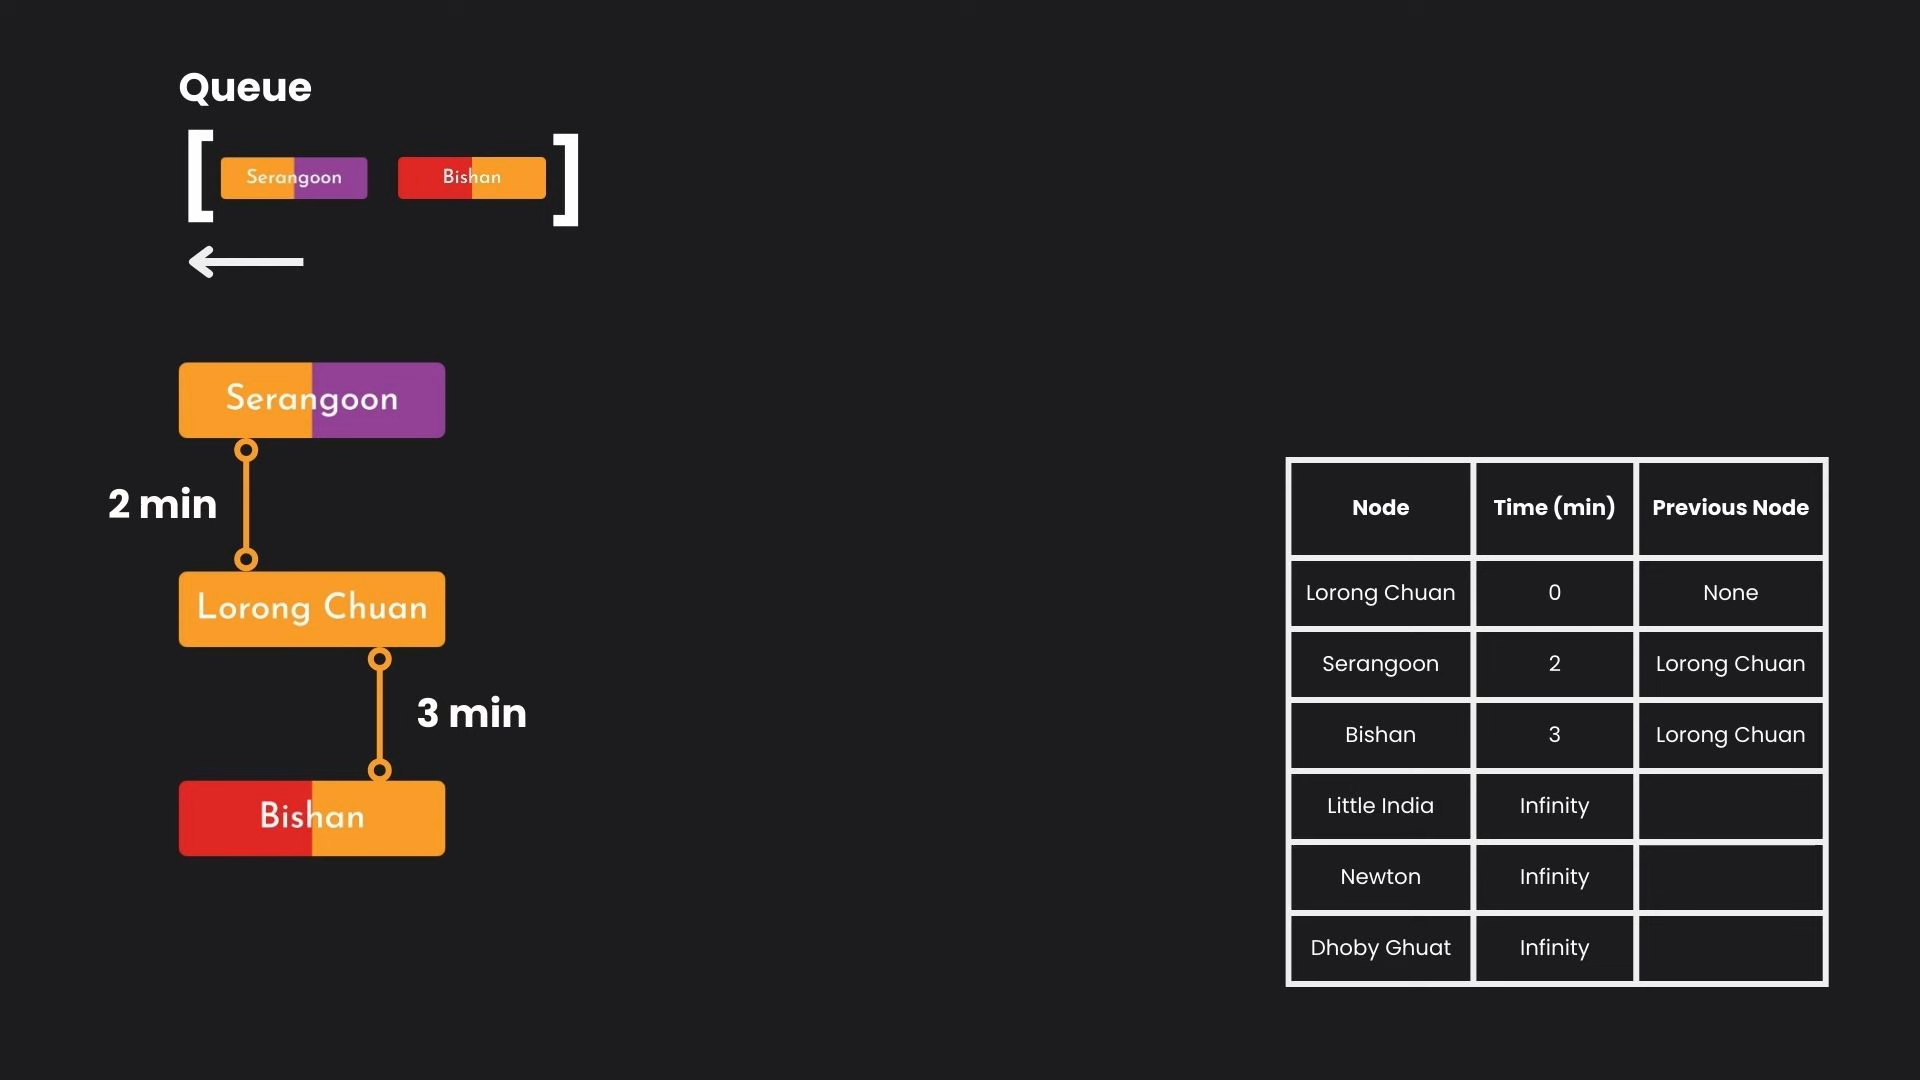 Queue
[ Serangoon Bishan ]
Serangoon
2 min
Lorong Chuan
3 min
Bishan
Node Time (min) Previous Node
Lorong Chuan 0 None
Serangoon 2 Lorong Chuan
Bishan 3 Lorong Chuan
Little India Infinity
Newton Infinity
Dhoby Ghuat Infinity